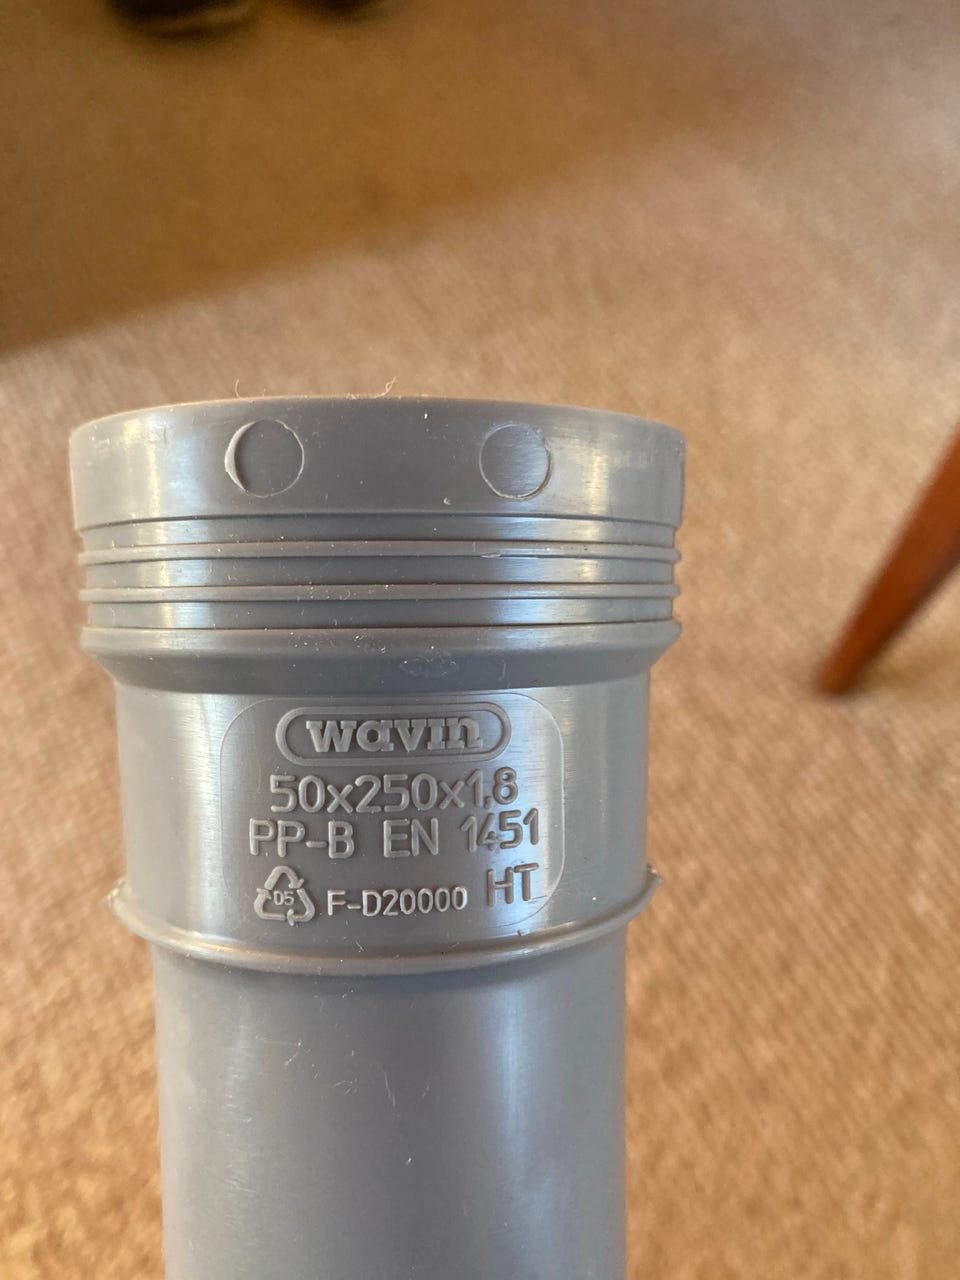 wavin
50x250x1,8
PP-B EN 1451
05 F-D20000 HT